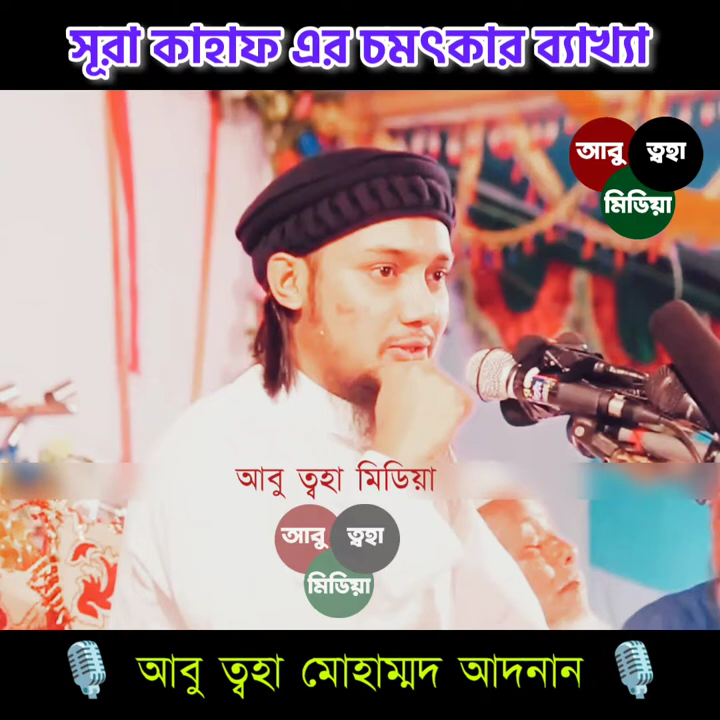 সূরা কাহাফ এর চমৎকার ব্যাখ্যা
আবু ত্বহা
মিডিয়া
আবু ত্বহা মিডিয়া
আবু ত্বহা
মিডিয়া
আবু ত্বহা মোহাম্মদ আদনান